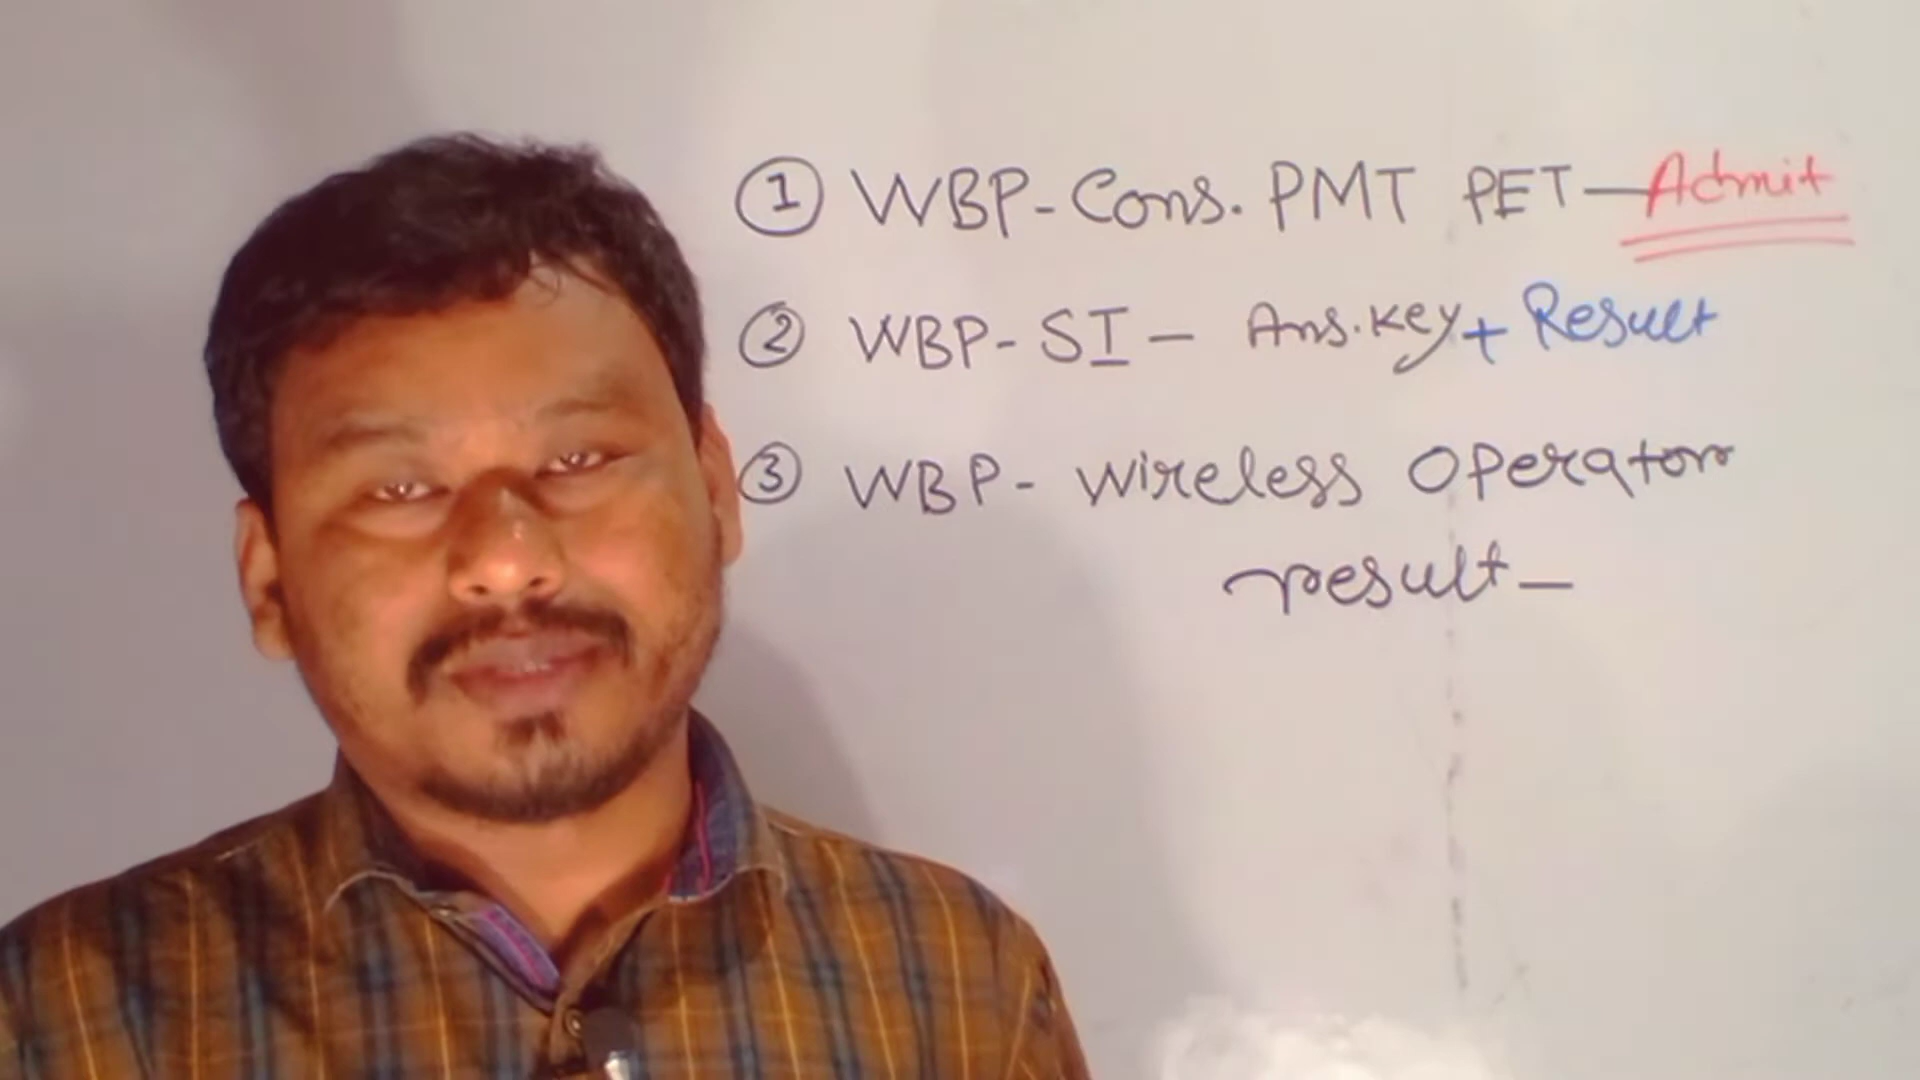 ① WBP-Cons. PMT PET—Admit
② WBP-SI— Ans.Key + Result
③ WBP- Wireless Operator
result—